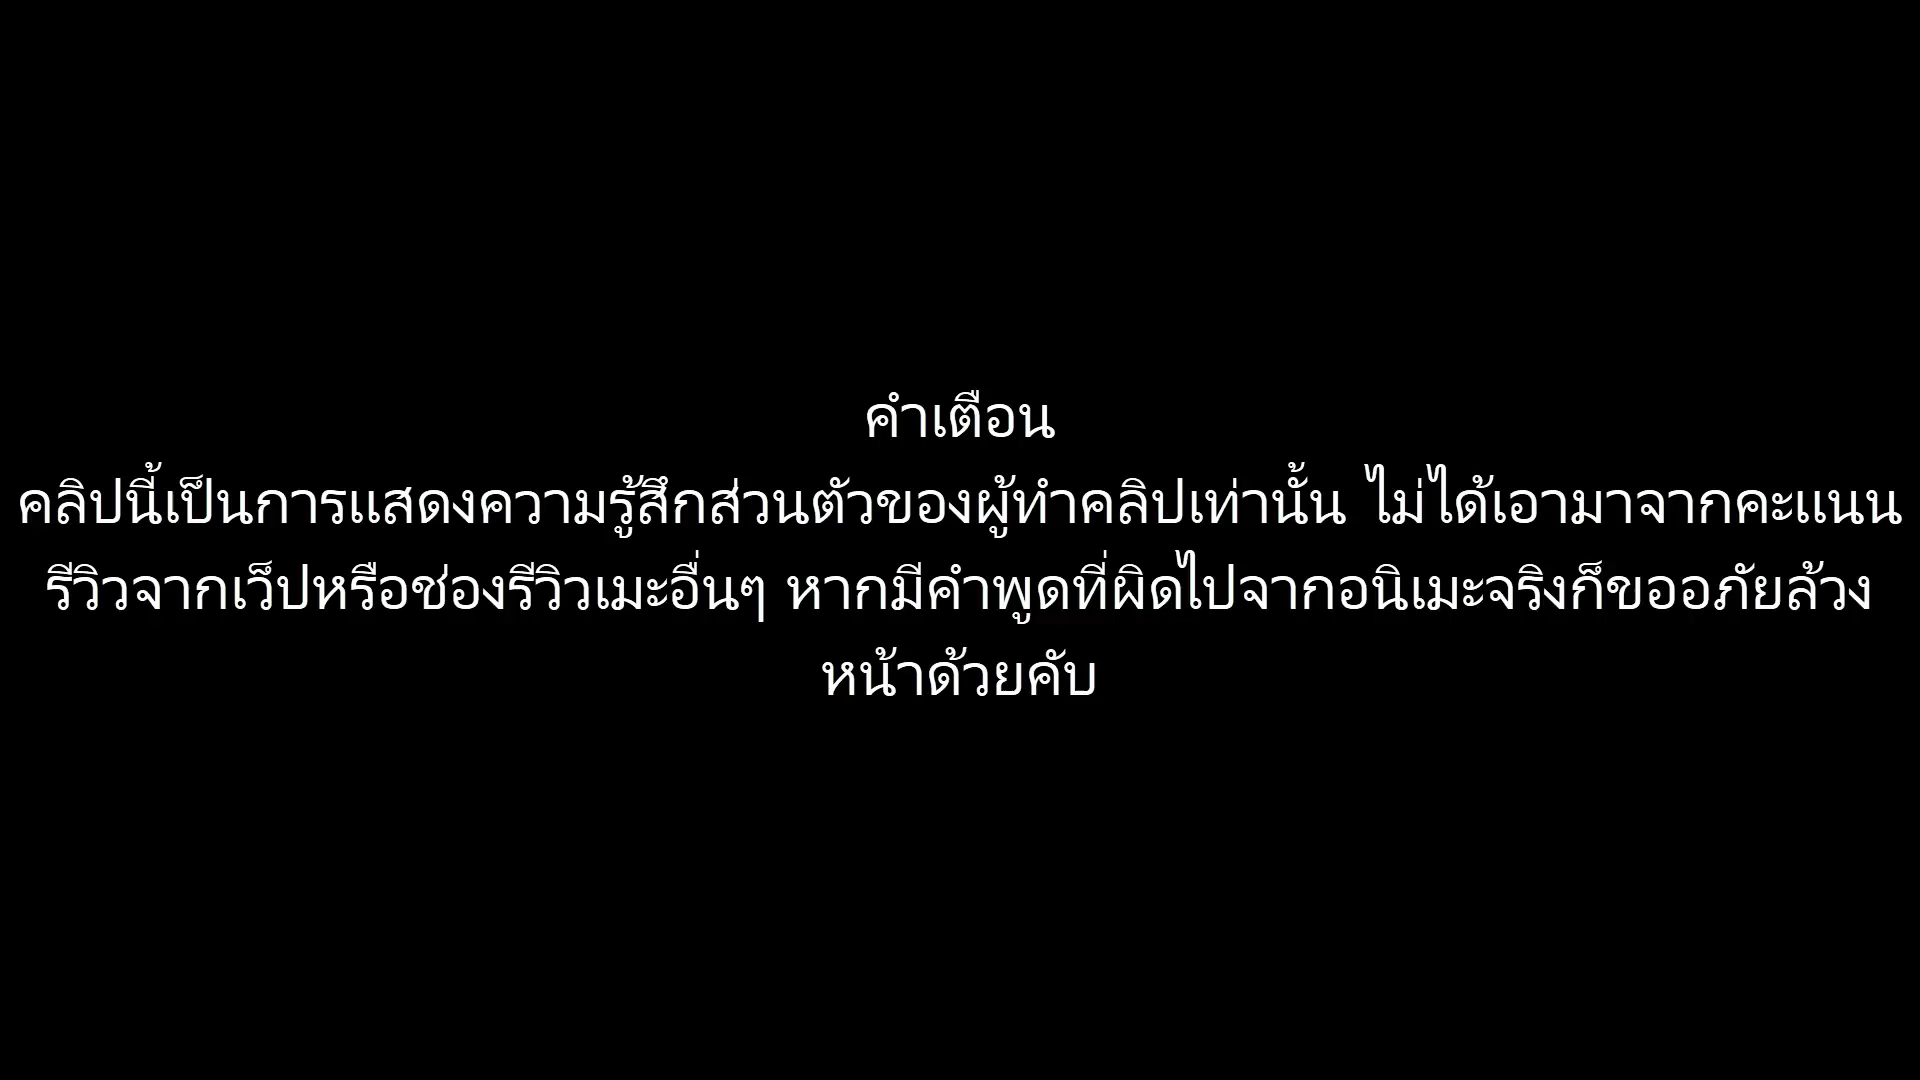 คำเตือน
คลิปนี้เป็นการแสดงความรู้สึกส่วนตัวของผู้ทำคลิปเท่านั้น ไม่ได้เอามาจากคะแนน
รีวิวจากเว็ปหรือช่องรีวิวเมะอื่นๆ หากมีคำพูดที่ผิดไปจากอนิเมะจริงก็ขออภัยล้วง
หน้าด้วยคับ